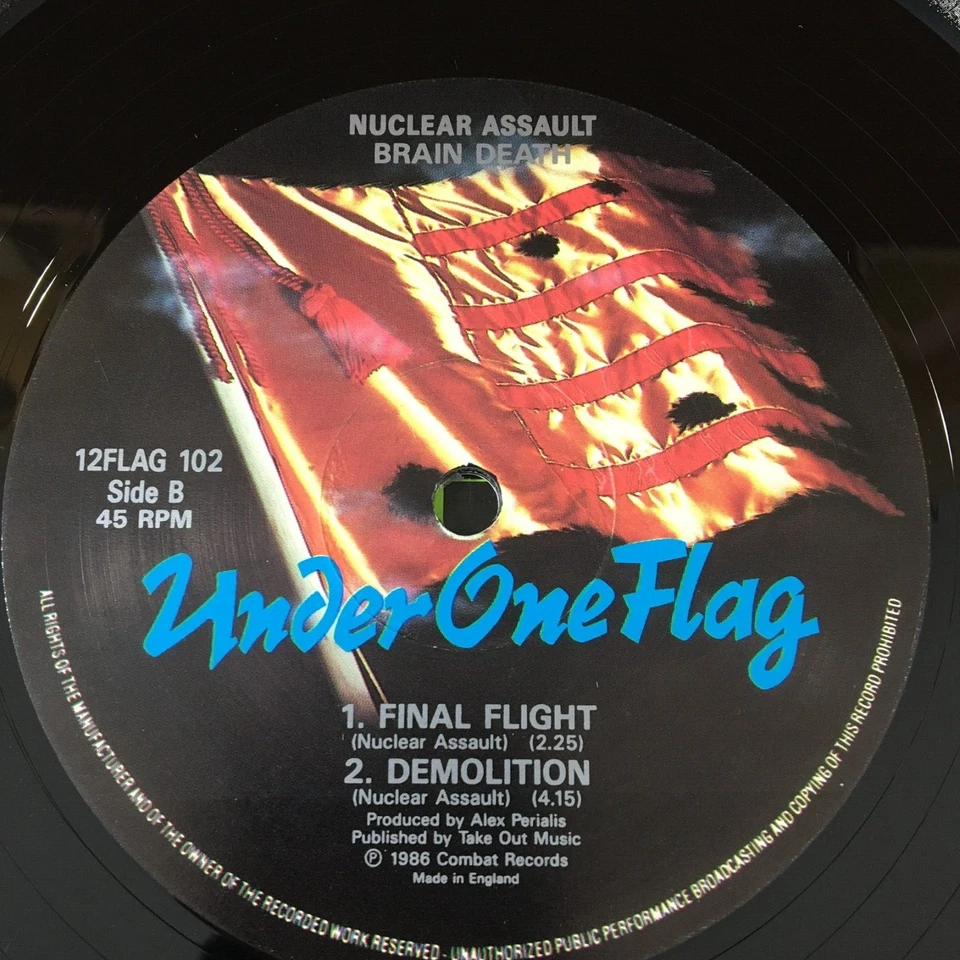 NUCLEAR ASSAULT
BRAIN DEATH
12FLAG 102
Side B
45 RPM
Under One Flag
1. FINAL FLIGHT
(Nuclear Assault) (2.25)
2. DEMOLITION
(Nuclear Assault) (4.15)
Produced by Alex Perialis
Published by Take Out Music
℗ 1986 Combat Records
Made in England
ALL RIGHTS OF THE MANUFACTURER AND OF THE OWNER OF THE RECORDED WORK RESERVED - UNAUTHORIZED PUBLIC PERFORMANCE BROADCASTING AND COPYING OF THIS RECORD PROHIBITED